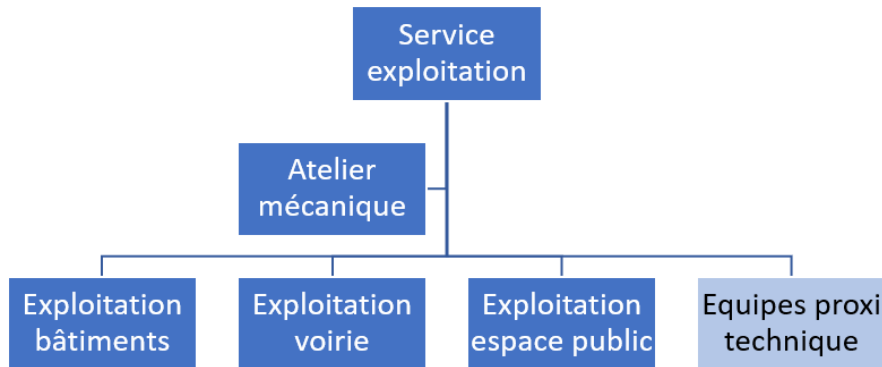 Service
exploitation
Atelier
mécanique
Exploitation
bâtiments
Exploitation
voirie
Exploitation
espace public
Equipes proxi
technique